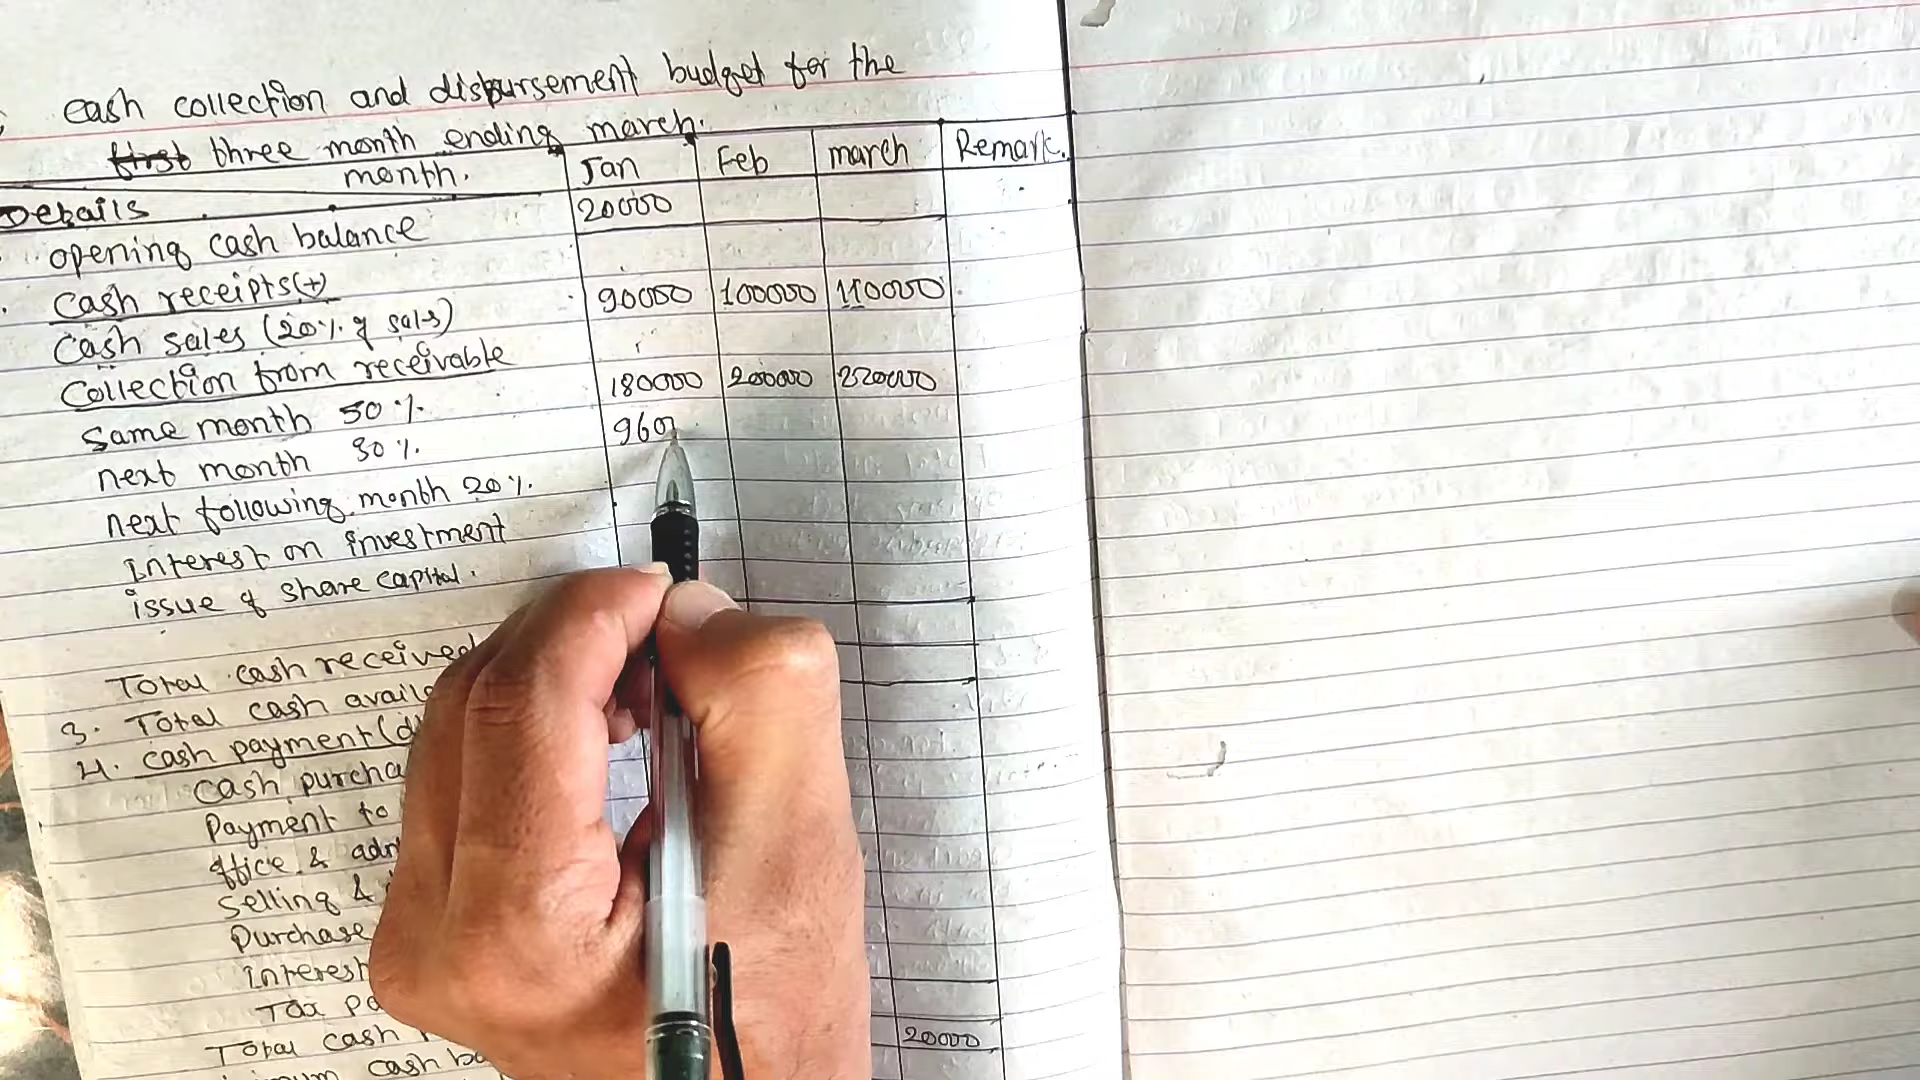 cash collection and disbursement budget for the
first three month ending march.
month. Jan Feb march Remark.
Details
opening cash balance 20000
cash receipts(+)
cash sales (20% of sales) 90000 100000 110000
collection from receivable
same month 50% 180000 200000 220000
next month 30%. 960
next following month 20%.
interest on investment
issue of share capital.
Total cash received
3. Total cash avail
4. cash payment(d
cash purcha
payment to
office & adm
selling &
purchase
interest
Tax pa
Total cash
20000
cash ba